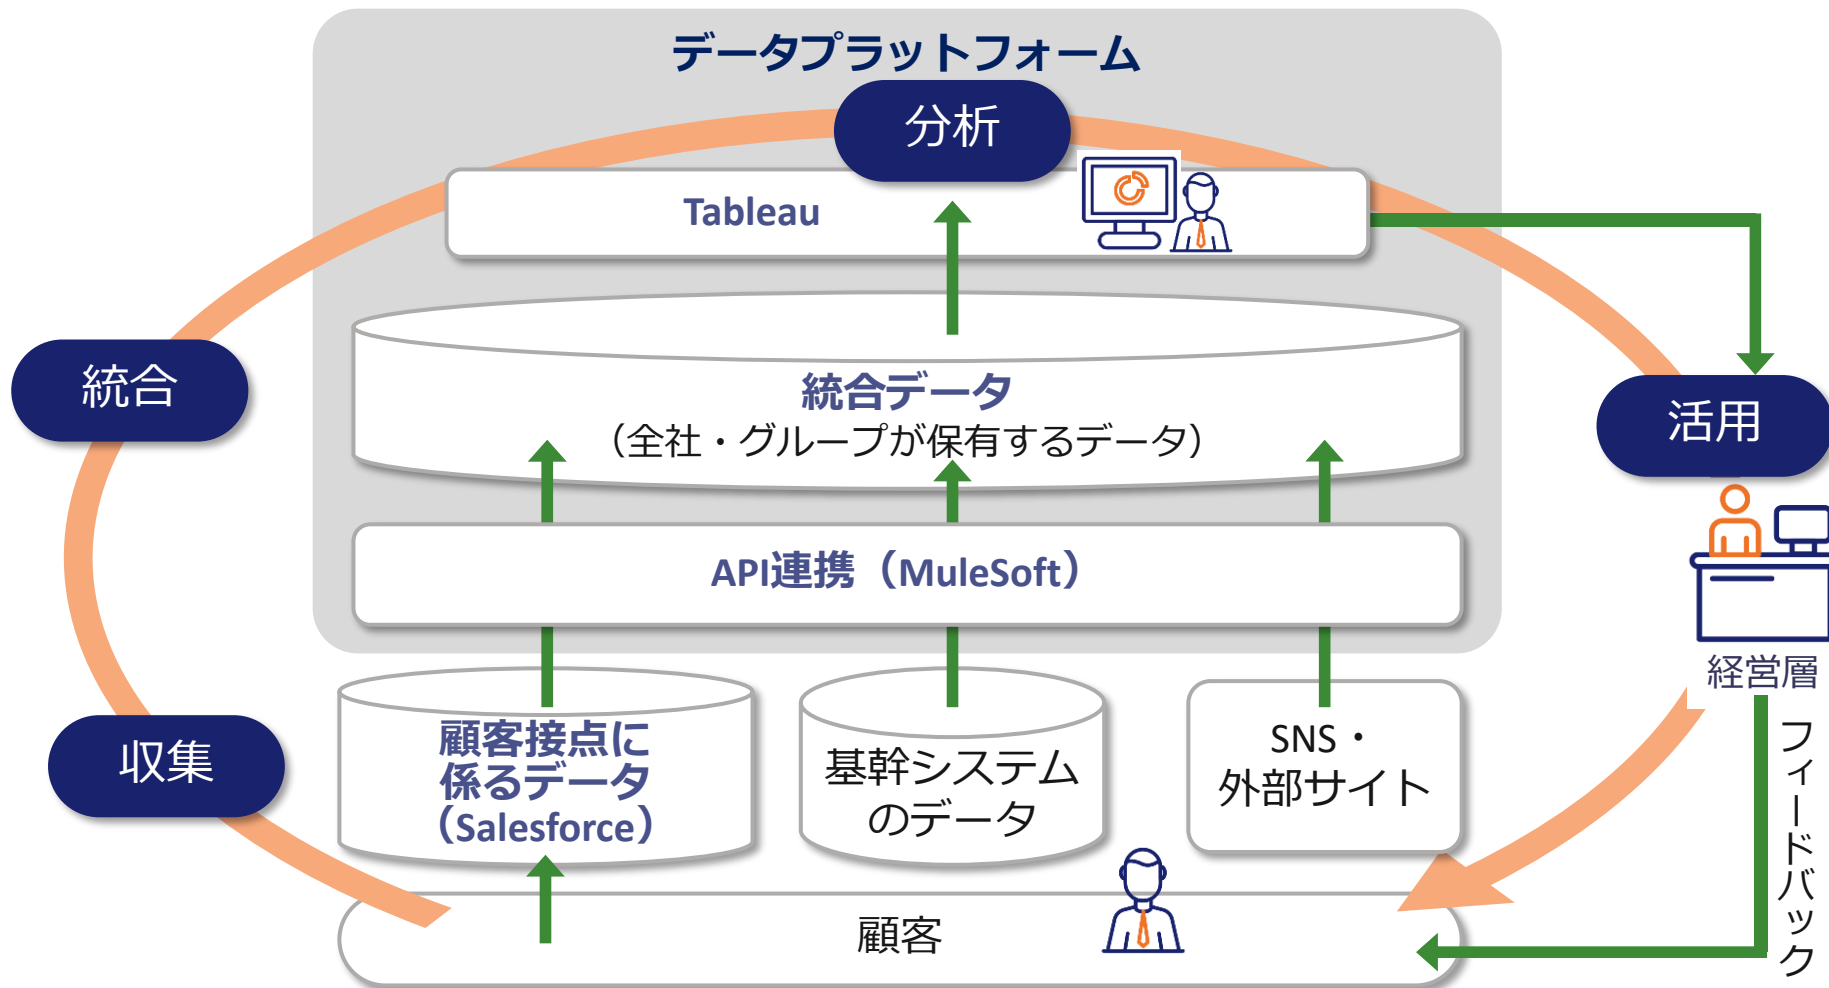 データプラットフォーム
分析
Tableau
統合
統合データ
（全社・グループが保有するデータ）
活用
API連携（MuleSoft）
経営層
収集
顧客接点に
係るデータ
（Salesforce）
基幹システム
のデータ
SNS・
外部サイト
フィードバック
顧客